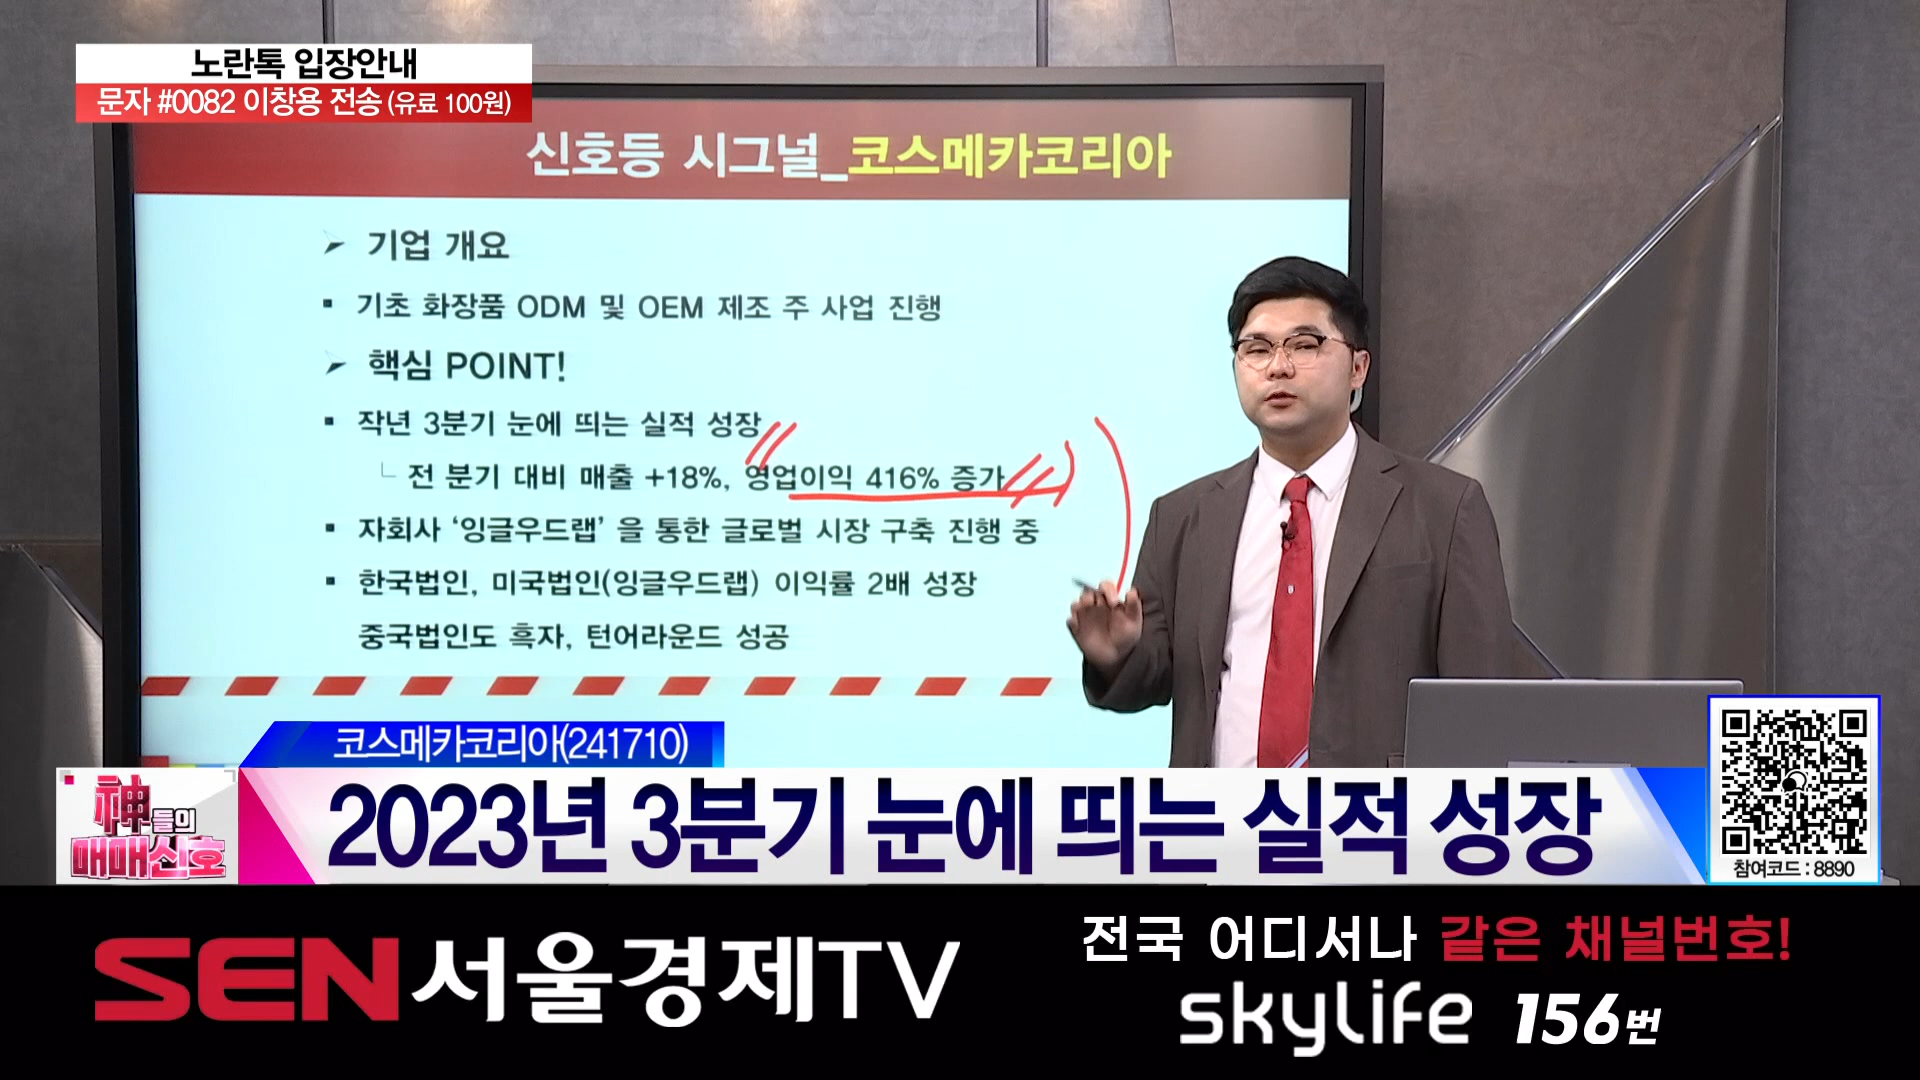 노란톡 입장안내
문자 #0082 이창용 전송 (유료 100원)
신호등 시그널_코스메카코리아
➢ 기업 개요
▪ 기초 화장품 ODM 및 OEM 제조 주 사업 진행
➢ 핵심 POINT!
▪ 작년 3분기 눈에 띄는 실적 성장
└ 전 분기 대비 매출 +18%, 영업이익 416% 증가
▪ 자회사 ‘잉글우드랩’ 을 통한 글로벌 시장 구축 진행 중
▪ 한국법인, 미국법인(잉글우드랩) 이익률 2배 성장
중국법인도 흑자, 턴어라운드 성공
코스메카코리아(241710)
神들의
매매신호
2023년 3분기 눈에 띄는 실적 성장
참여코드 : 8890
SEN 서울경제TV
전국 어디서나 같은 채널번호!
skylife 156번